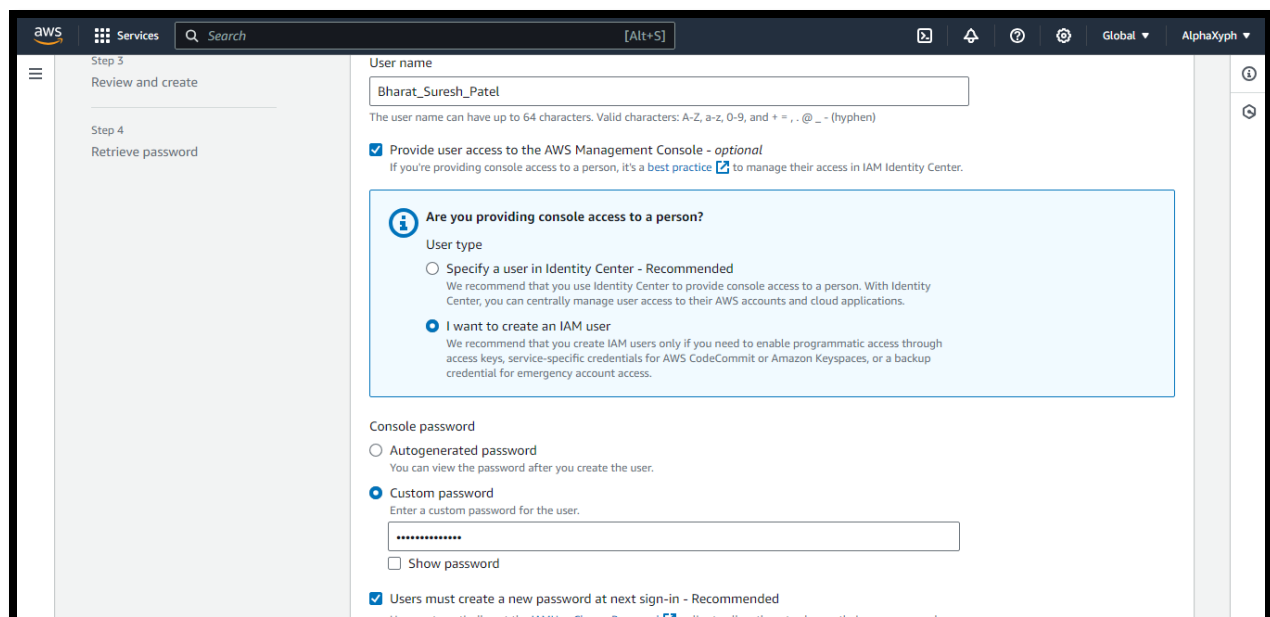 aws
Services
Search
[Alt+S]
Global
AlphaXyph
Step 3
Review and create
Step 4
Retrieve password
User name
Bharat_Suresh_Patel
The user name can have up to 64 characters. Valid characters: A-Z, a-z, 0-9, and + = , . @ _ - (hyphen)
Provide user access to the AWS Management Console - optional
If you're providing console access to a person, it's a best practice to manage their access in IAM Identity Center.
Are you providing console access to a person?
User type
Specify a user in Identity Center - Recommended
We recommend that you use Identity Center to provide console access to a person. With Identity
Center, you can centrally manage user access to their AWS accounts and cloud applications.
I want to create an IAM user
We recommend that you create IAM users only if you need to enable programmatic access through
access keys, service-specific credentials for AWS CodeCommit or Amazon Keyspaces, or a backup
credential for emergency account access.
Console password
Autogenerated password
You can view the password after you create the user.
Custom password
Enter a custom password for the user.
••••••••••••••
Show password
Users must create a new password at next sign-in - Recommended